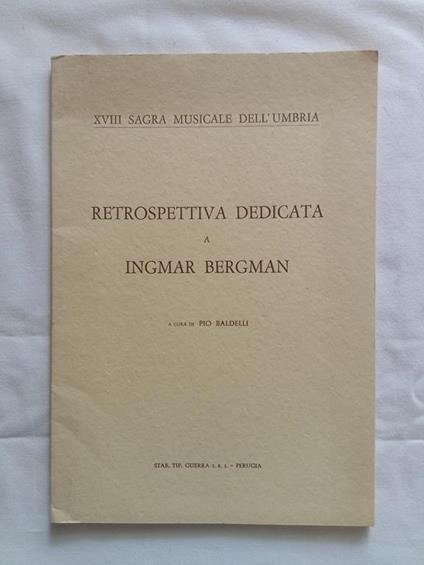 XVIII SAGRA MUSICALE DELL'UMBRIA
RETROSPETTIVA DEDICATA
A
INGMAR BERGMAN
A CURA DI PIO BALDELLI
STAB. TIP. GUERRA s. r. l. - PERUGIA